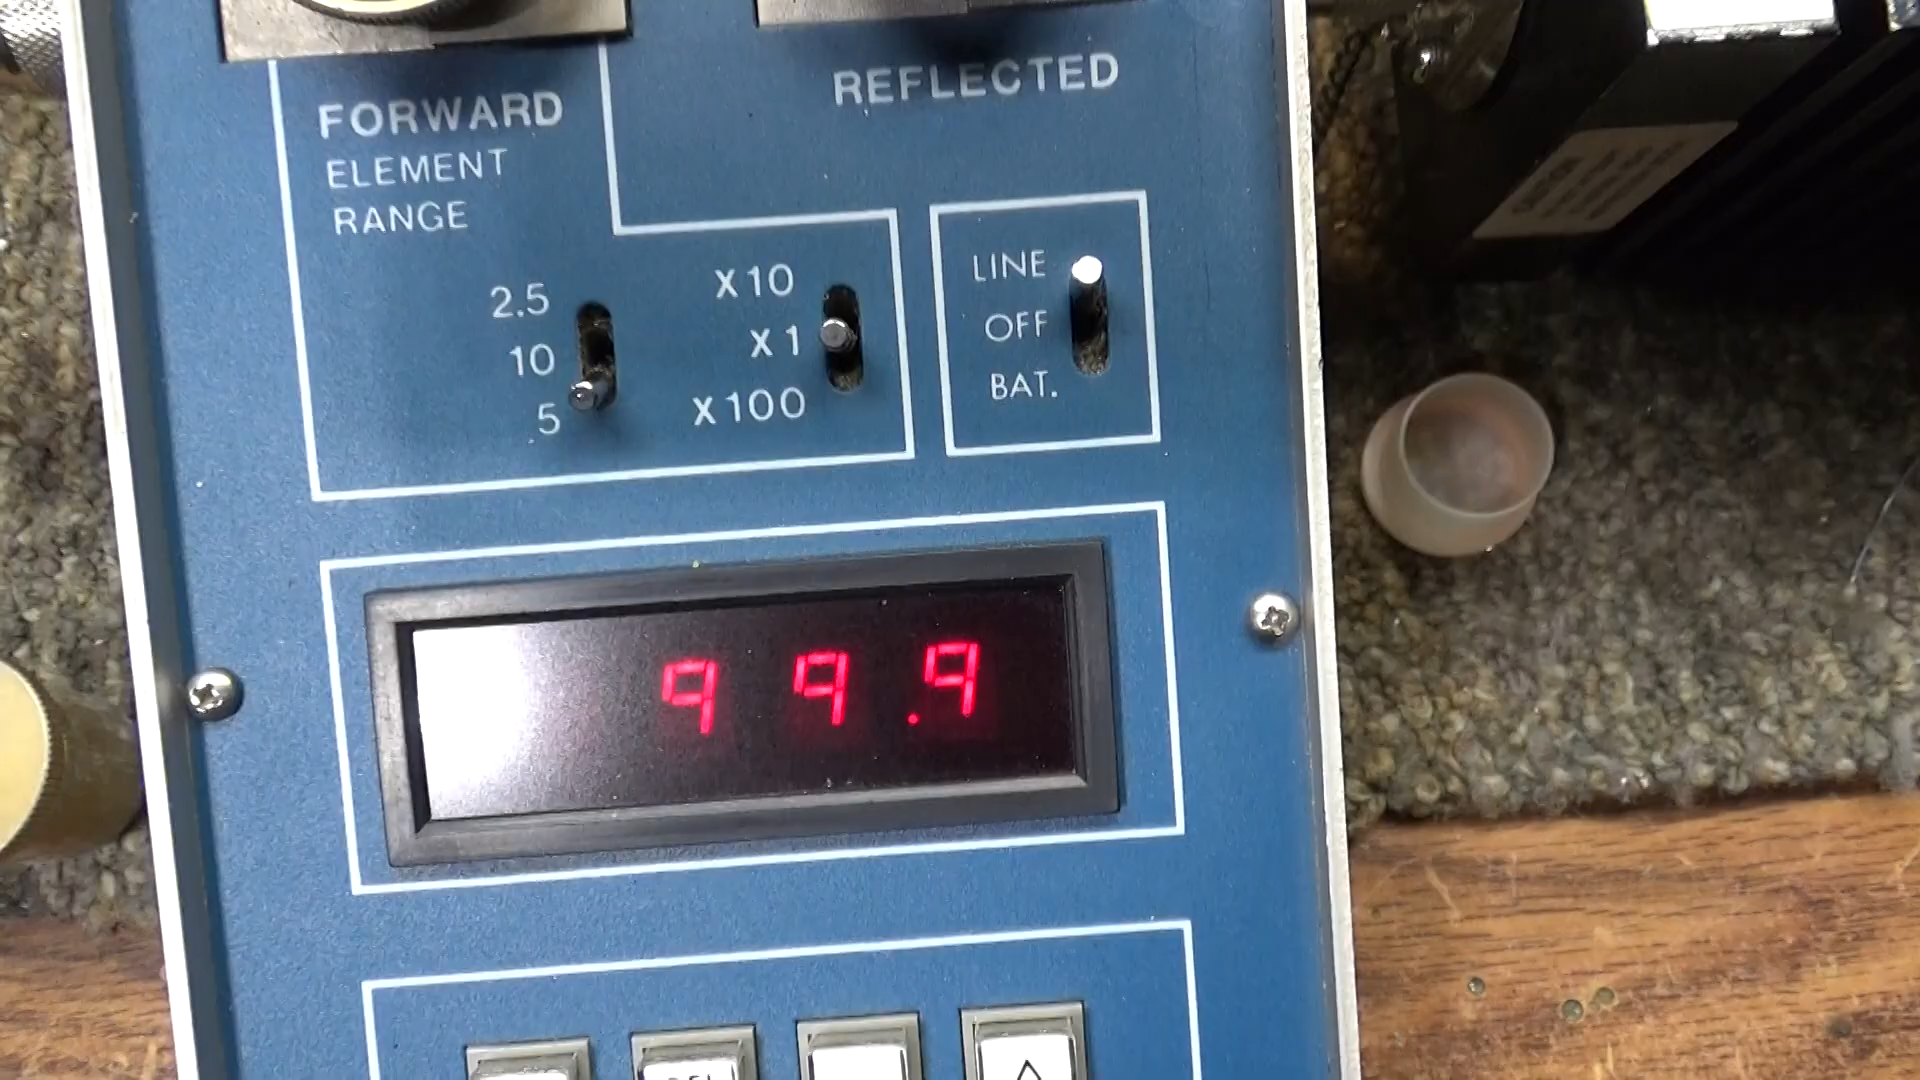 FORWARD
ELEMENT
RANGE
REFLECTED
2.5
10
5
X10
X1
X100
LINE
OFF
BAT.
99.9